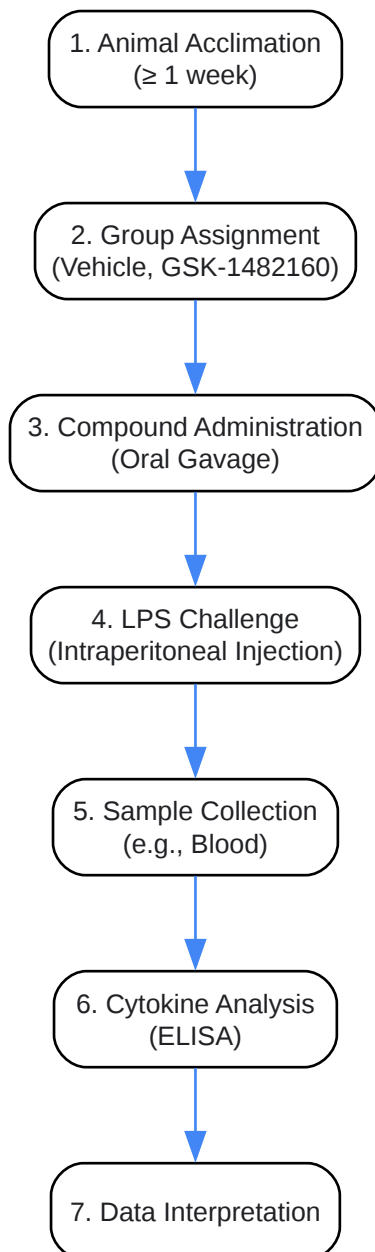 1. Animal Acclimation
(≥ 1 week)
2. Group Assignment
(Vehicle, GSK-1482160)
3. Compound Administration
(Oral Gavage)
4. LPS Challenge
(Intraperitoneal Injection)
5. Sample Collection
(e.g., Blood)
6. Cytokine Analysis
(ELISA)
7. Data Interpretation